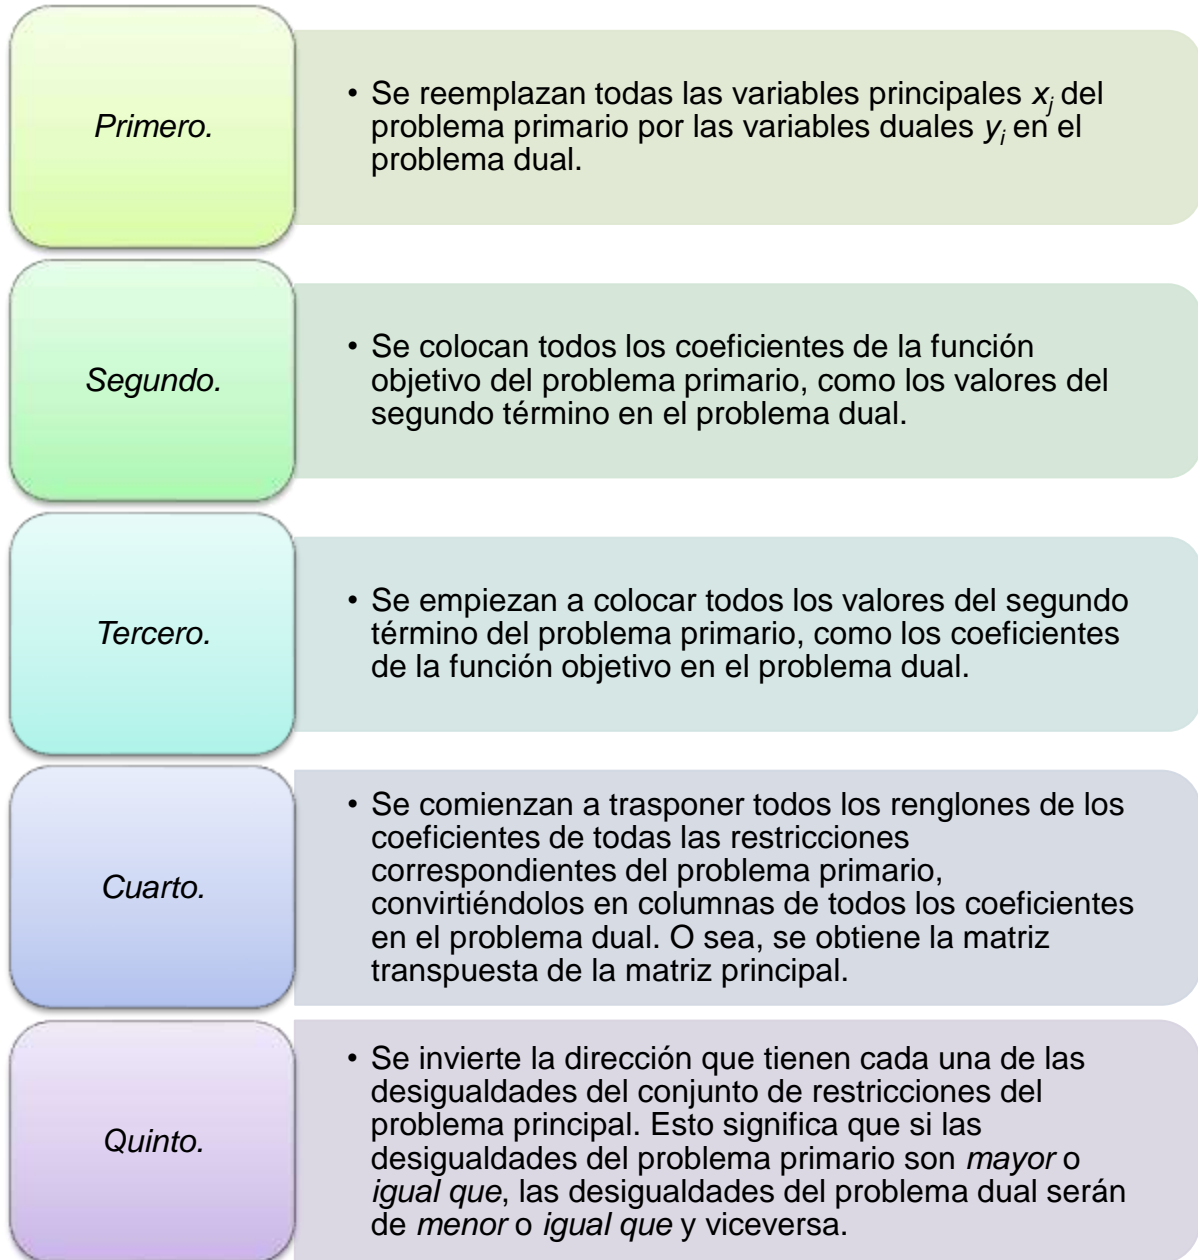 Primero.
• Se reemplazan todas las variables principales xj del
problema primario por las variables duales yi en el
problema dual.
Segundo.
• Se colocan todos los coeficientes de la función
objetivo del problema primario, como los valores del
segundo término en el problema dual.
Tercero.
• Se empiezan a colocar todos los valores del segundo
término del problema primario, como los coeficientes
de la función objetivo en el problema dual.
Cuarto.
• Se comienzan a trasponer todos los renglones de los
coeficientes de todas las restricciones
correspondientes del problema primario,
convirtiéndolos en columnas de todos los coeficientes
en el problema dual. O sea, se obtiene la matriz
transpuesta de la matriz principal.
Quinto.
• Se invierte la dirección que tienen cada una de las
desigualdades del conjunto de restricciones del
problema principal. Esto significa que si las
desigualdades del problema primario son mayor o
igual que, las desigualdades del problema dual serán
de menor o igual que y viceversa.